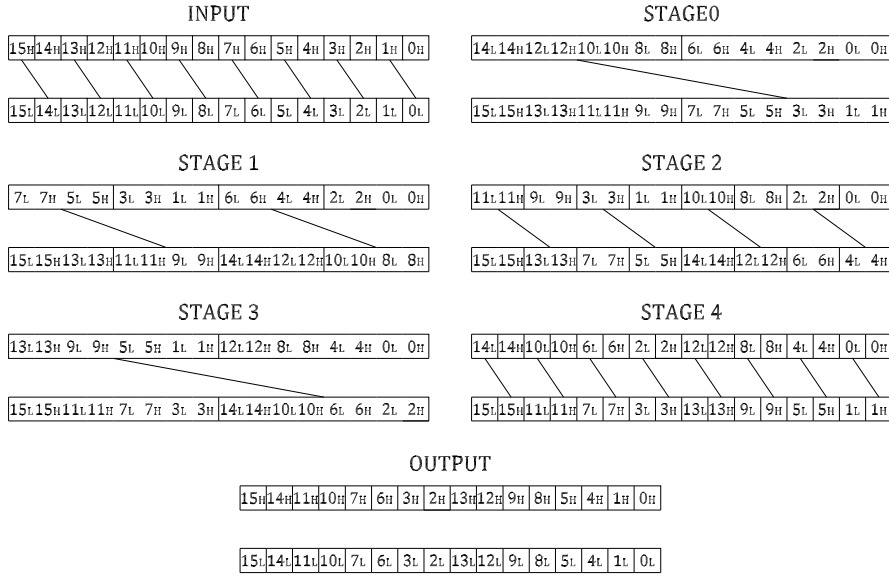 INPUT
15H 14H 13H 12H 11H 10H 9H 8H 7H 6H 5H 4H 3H 2H 1H 0H
15L 14L 13L 12L 11L 10L 9L 8L 7L 6L 5L 4L 3L 2L 1L 0L
STAGE0
14L 14H 12L 12H 10L 10H 8L 8H 6L 6H 4L 4H 2L 2H 0L 0H
15L 15H 13L 13H 11L 11H 9L 9H 7L 7H 5L 5H 3L 3H 1L 1H
STAGE 1
7L 7H 5L 5H 3L 3H 1L 1H 6L 6H 4L 4H 2L 2H 0L 0H
15L 15H 13L 13H 11L 11H 9L 9H 14L 14H 12L 12H 10L 10H 8L 8H
STAGE 2
11L 11H 9L 9H 3L 3H 1L 1H 10L 10H 8L 8H 2L 2H 0L 0H
15L 15H 13L 13H 7L 7H 5L 5H 14L 14H 12L 12H 6L 6H 4L 4H
STAGE 3
13L 13H 9L 9H 5L 5H 1L 1H 12L 12H 8L 8H 4L 4H 0L 0H
15L 15H 11L 11H 7L 7H 3L 3H 14L 14H 10L 10H 6L 6H 2L 2H
STAGE 4
14L 14H 10L 10H 6L 6H 2L 2H 12L 12H 8L 8H 4L 4H 0L 0H
15L 15H 11L 11H 7L 7H 3L 3H 13L 13H 9L 9H 5L 5H 1L 1H
OUTPUT
15H 14H 11H 10H 7H 6H 3H 2H 13H 12H 9H 8H 5H 4H 1H 0H
15L 14L 11L 10L 7L 6L 3L 2L 13L 12L 9L 8L 5L 4L 1L 0L